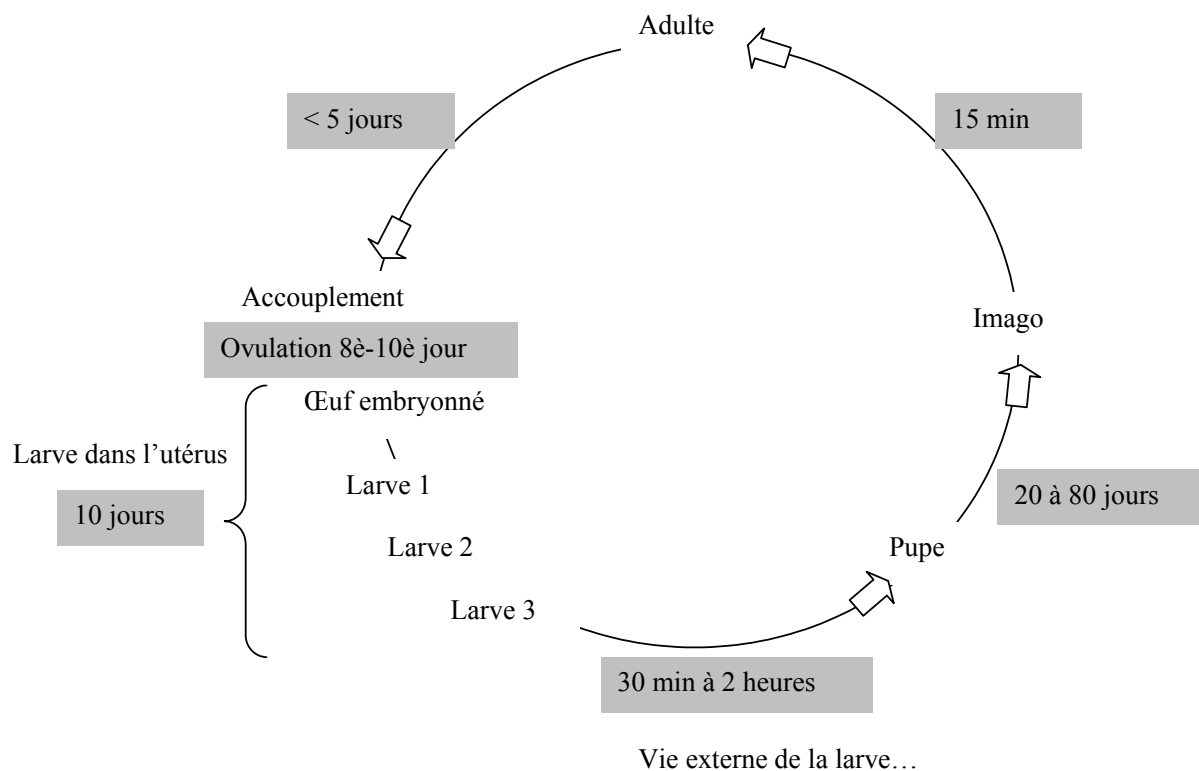 Adulte
< 5 jours
15 min
Accouplement
Imago
Ovulation 8è-10è jour
Œuf embryonné
Larve dans l’utérus
Larve 1
10 jours
20 à 80 jours
Larve 2
Pupe
Larve 3
30 min à 2 heures
Vie externe de la larve…